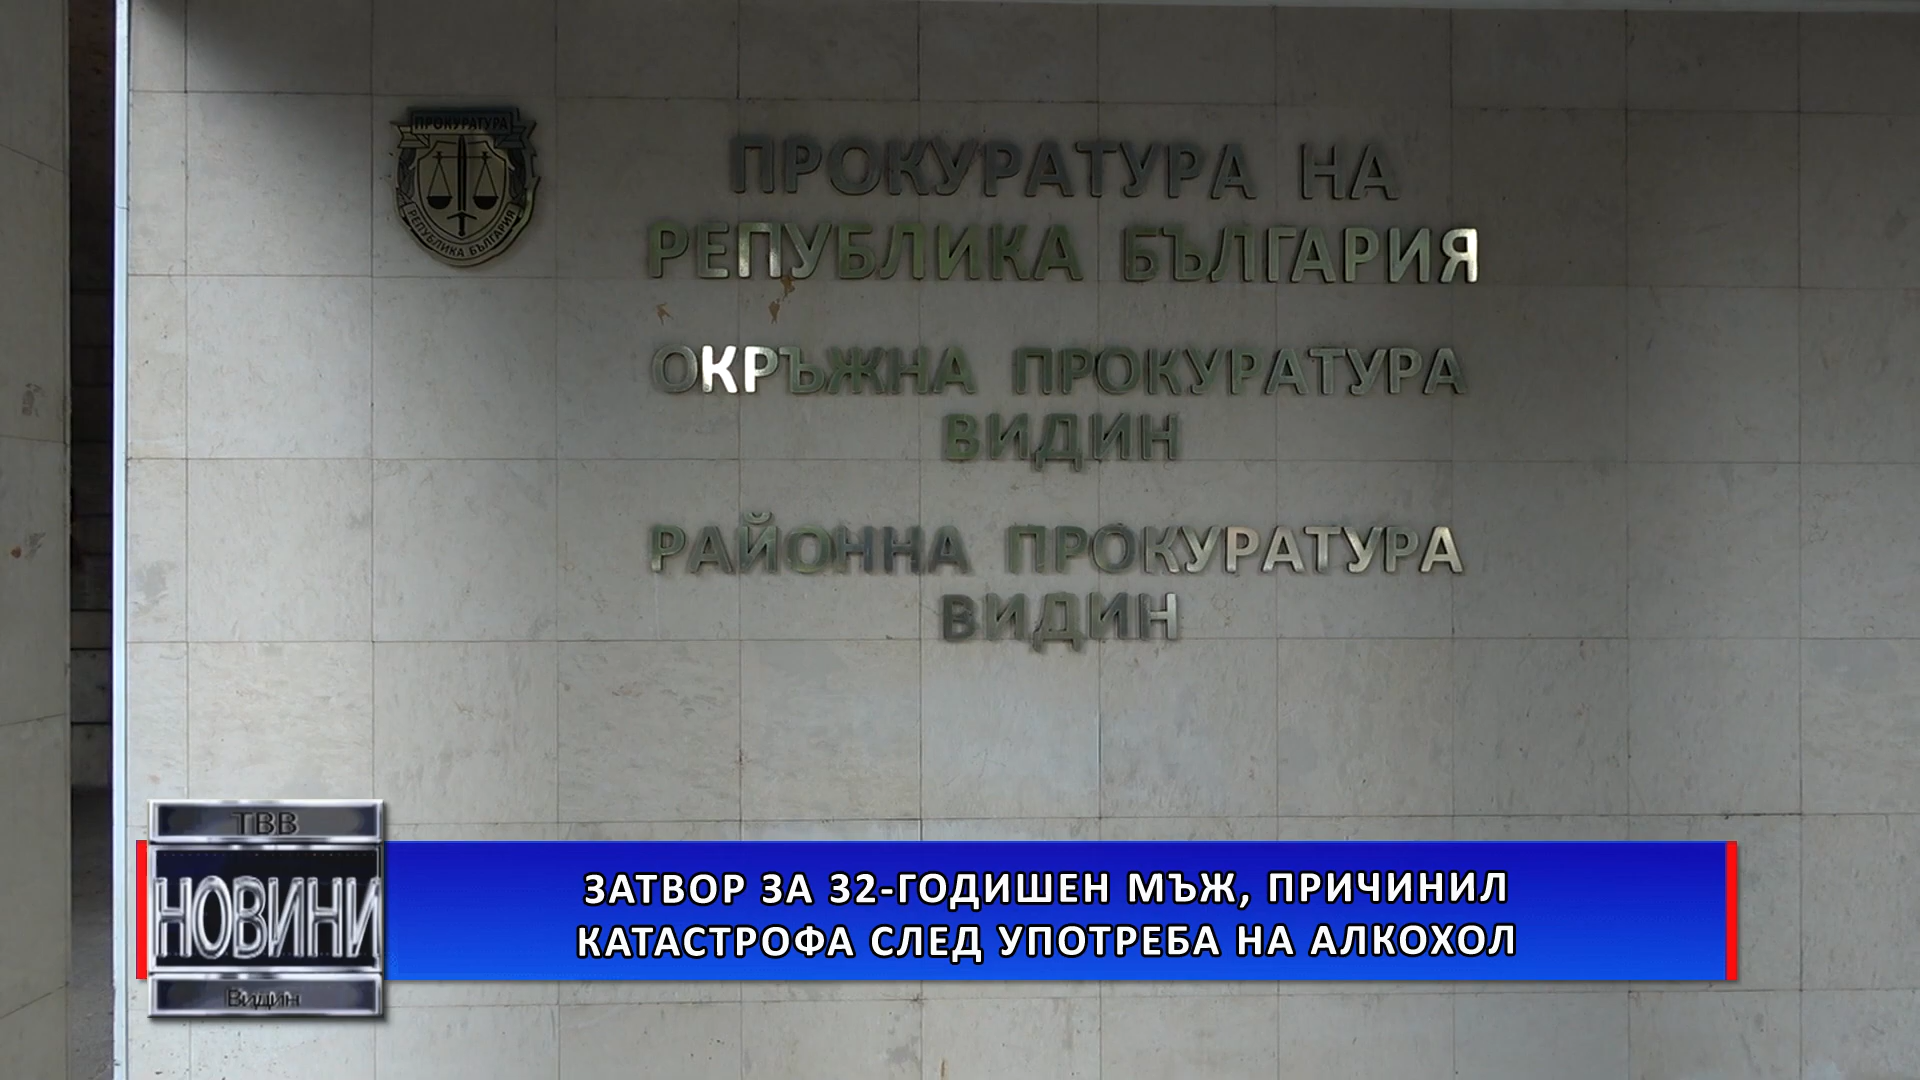 ПРОКУРАТУРА
РЕПУБЛИКА БЪЛГАРИЯ
ПРОКУРАТУРА НА
РЕПУБЛИКА БЪЛГАРИЯ
ОКРЪЖНА ПРОКУРАТУРА
ВИДИН
РАЙОННА ПРОКУРАТУРА
ВИДИН
ТВВ
НОВИНИ
Видин
ЗАТВОР ЗА 32-ГОДИШЕН МЪЖ, ПРИЧИНИЛ
КАТАСТРОФА СЛЕД УПОТРЕБА НА АЛКОХОЛ